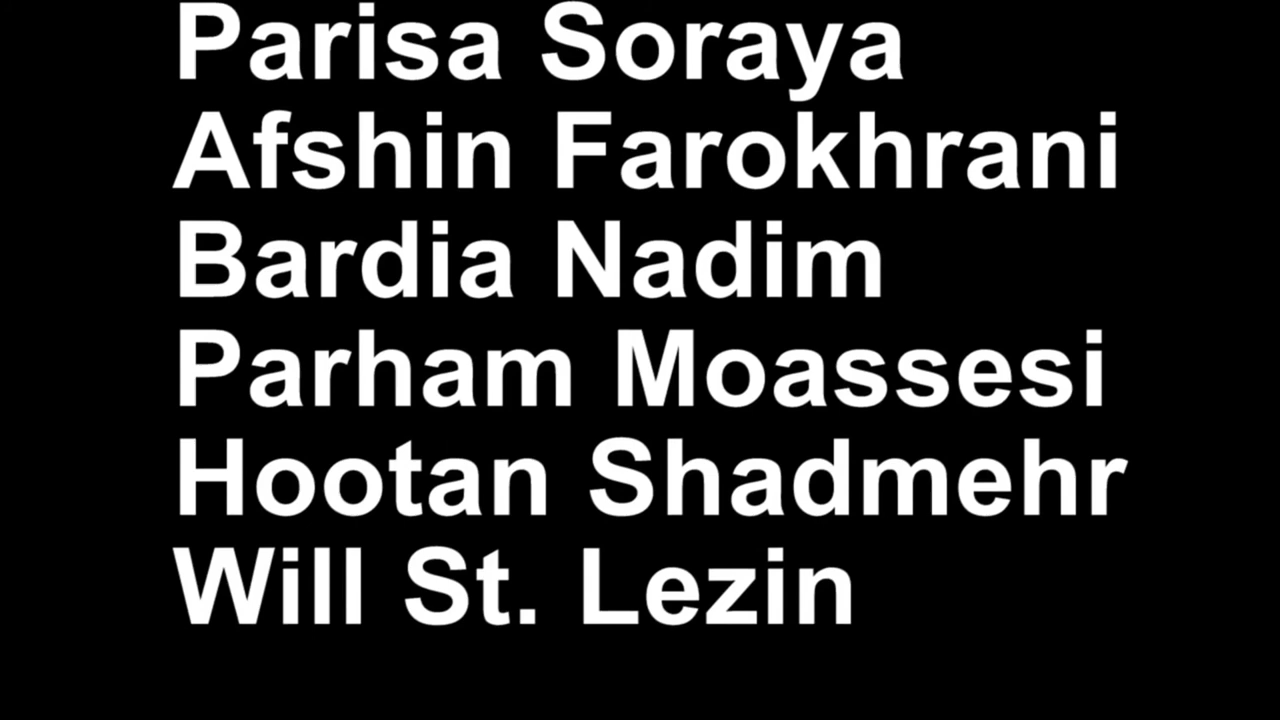 Parisa Soraya
Afshin Farokhrani
Bardia Nadim
Parham Moassesi
Hootan Shadmehr
Will St. Lezin